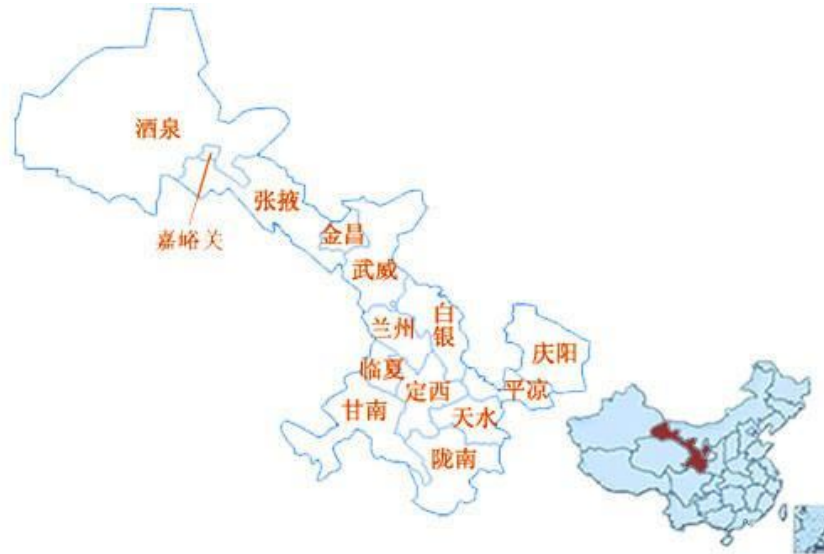 酒泉
张掖
嘉峪关
金昌
武威
白银
兰州
庆阳
临夏
定西
平凉
甘南
天水
陇南